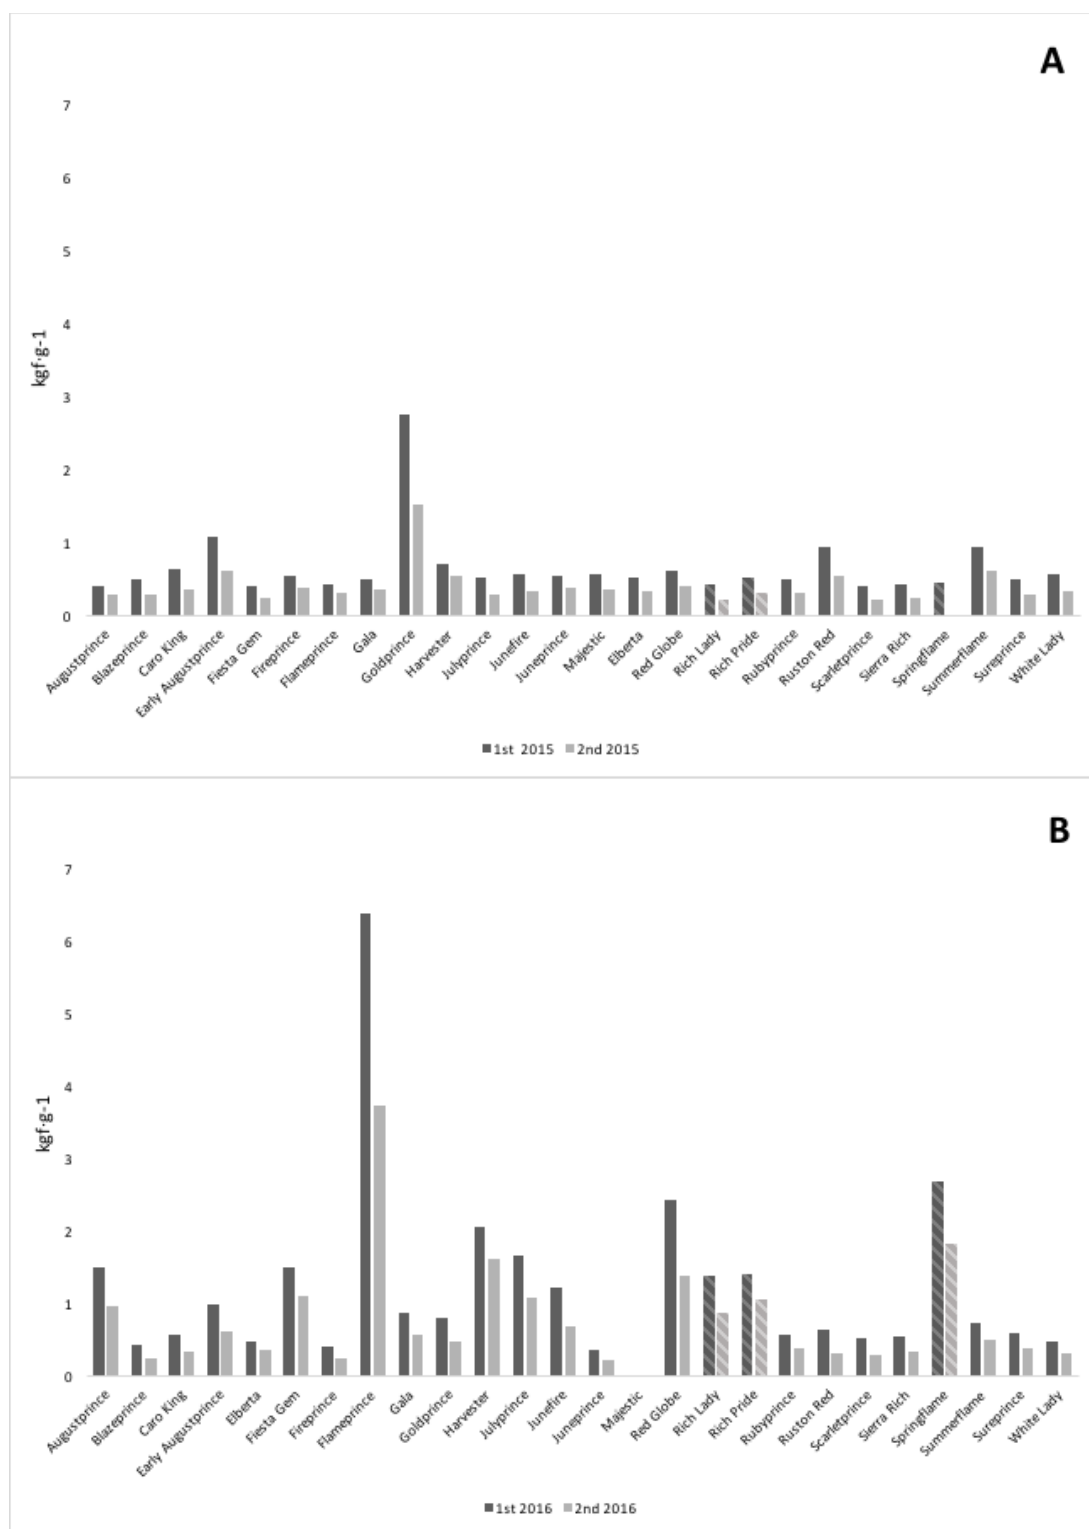 A
7
6
5
4
3
2
1
0
kgf·g-1
Augustprince
Blazeprince
Caro King
Early Augustprince
Fiesta Gem
Fireprince
Flameprince
Gala
Goldprince
Harvester
Julyprince
Junefire
Juneprince
Majestic
Elberta
Red Globe
Rich Lady
Rich Pride
Rubyprince
Ruston Red
Scarletprince
Sierra Rich
Springflame
Summerflame
Sureprince
White Lady
1st 2015 2nd 2015
B
7
6
5
4
3
2
1
0
kgf·g-1
Augustprince
Blazeprince
Caro King
Early Augustprince
Elberta
Fiesta Gem
Fireprince
Flameprince
Gala
Goldprince
Harvester
Julyprince
Junefire
Juneprince
Majestic
Red Globe
Rich Lady
Rich Pride
Rubyprince
Ruston Red
Scarletprince
Sierra Rich
Springflame
Summerflame
Sureprince
White Lady
1st 2016 2nd 2016